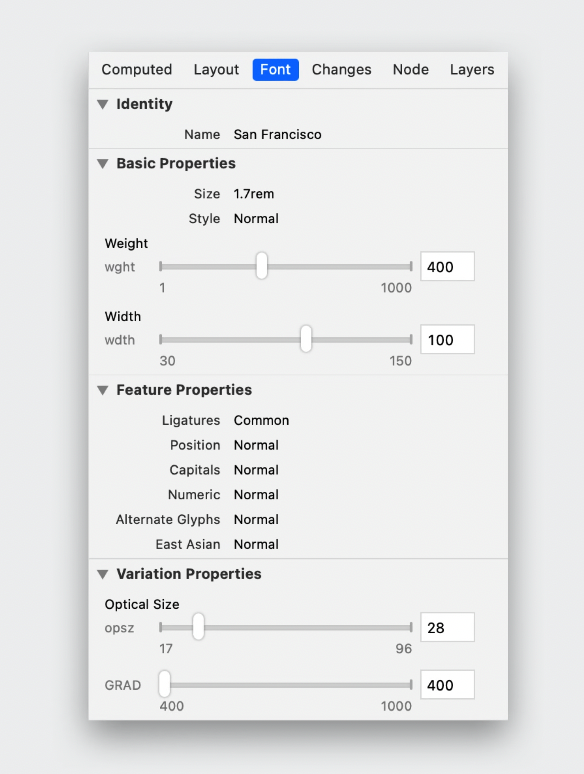 Computed Layout Font Changes Node Layers
Identity
Name San Francisco
Basic Properties
Size 1.7rem
Style Normal
Weight
wght 400
1 1000
Width
wdth 100
30 150
Feature Properties
Ligatures Common
Position Normal
Capitals Normal
Numeric Normal
Alternate Glyphs Normal
East Asian Normal
Variation Properties
Optical Size
opsz 28
17 96
GRAD 400
400 1000